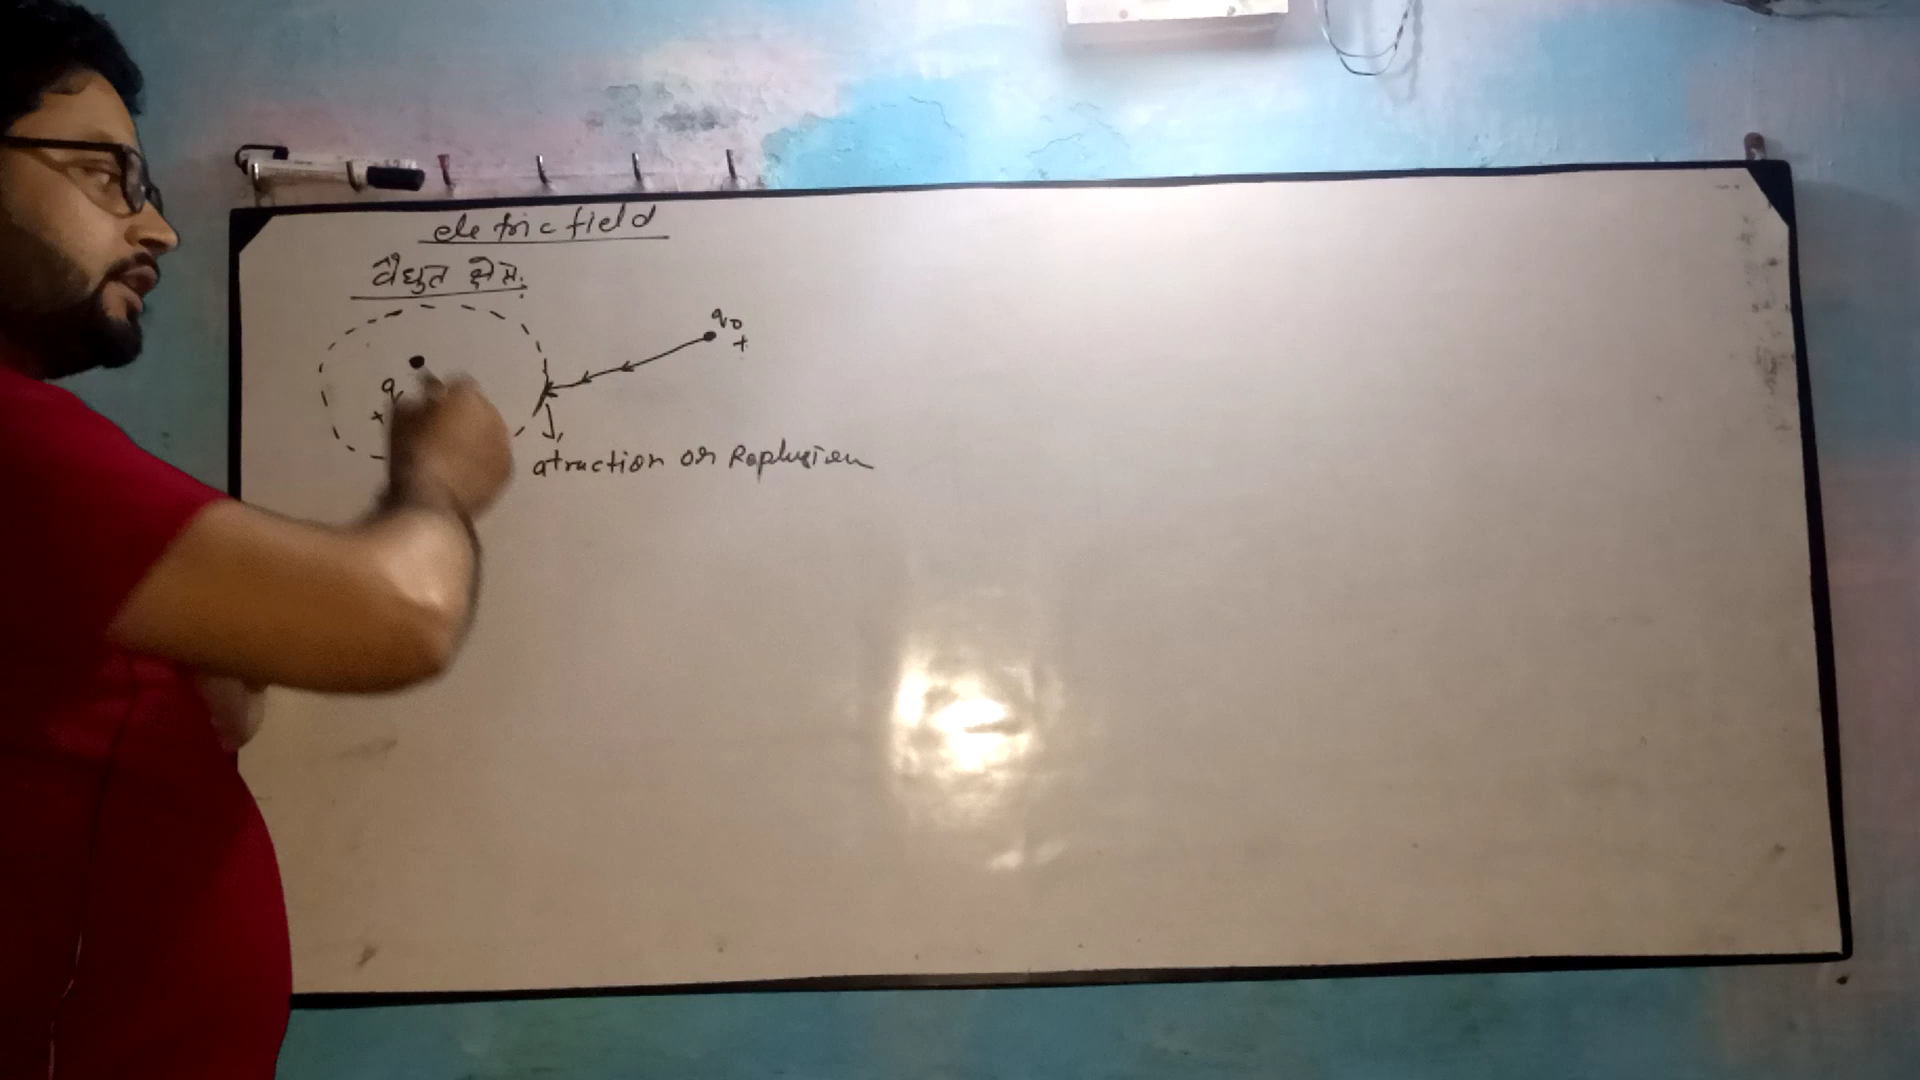 eletric field
वैधुत क्षेत्र
q0
+
q
+
atraction or Replusion